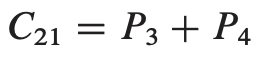 C₂₁ = P₃ + P₄